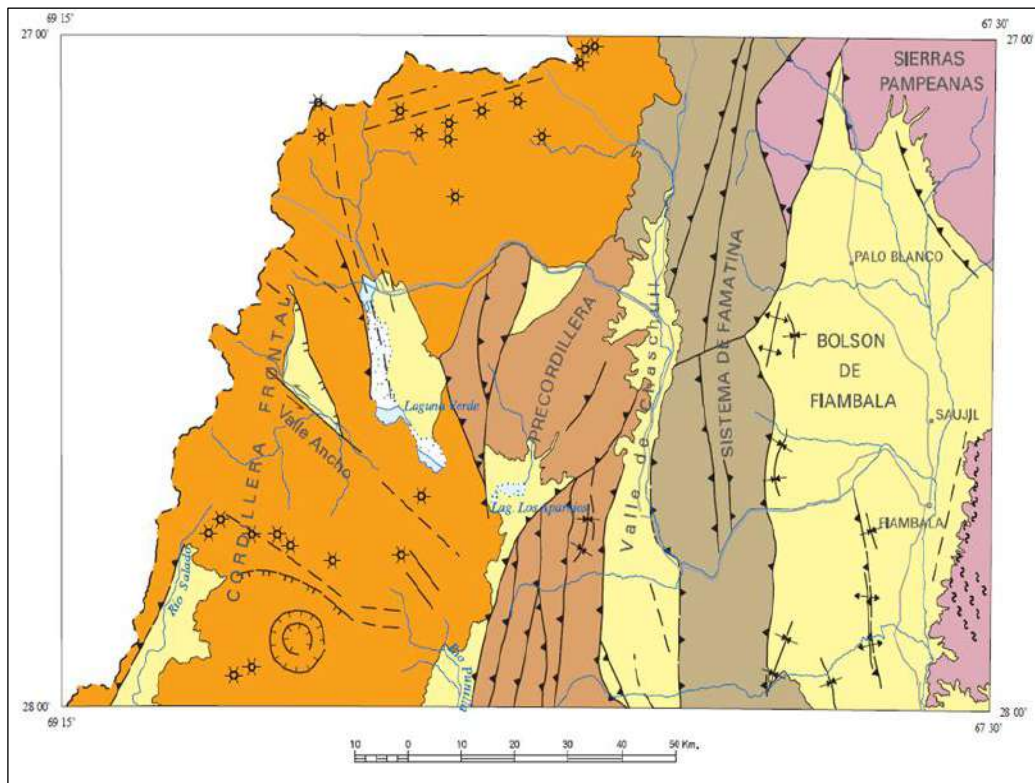 69 15'
67 30'
27 00'
27 00'
SIERRAS
PAMPEANAS
PALO BLANCO
CORDILLERA FRONTAL
Valle Ancho
Laguna Verde
PRECORDILLERA
Valle de Chaschuil
SISTEMA DE FAMATINA
BOLSON
DE
FIAMBALA
SAUJIL
Lag. Los Aparejos
FIAMBALA
Rio Salado
Rio Punilla
28 00'
28 00'
69 15'
67 30'
10 0 10 20 30 40 50 Km.